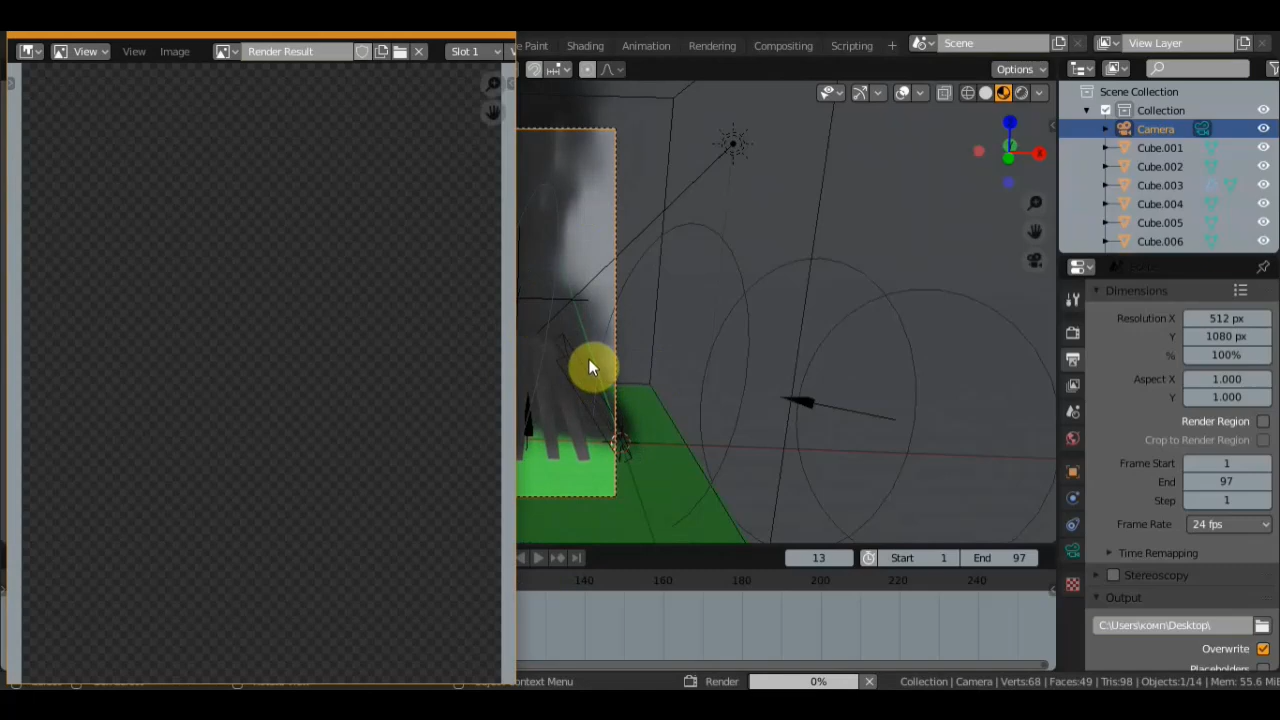 View
View
Image
Render Result
Slot 1
Paint
Shading
Animation
Rendering
Compositing
Scripting
Scene
View Layer
Options
Scene Collection
Collection
Camera
Cube.001
Cube.002
Cube.003
Cube.004
Cube.005
Cube.006
Dimensions
Resolution X
512 px
Y
1080 px
%
100%
Aspect X
1.000
Y
1.000
Render Region
Crop to Render Region
Frame Start
1
End
97
Step
1
Frame Rate
24 fps
Time Remapping
Stereoscopy
Output
C:\Users\комп\Desktop\
Overwrite
13
Start
1
End
97
140
160
180
200
220
240
Context Menu
Render
0%
Collection | Camera | Verts:68 | Faces:49 | Tris:98 | Objects:1/14 | Mem: 55.6 Mi